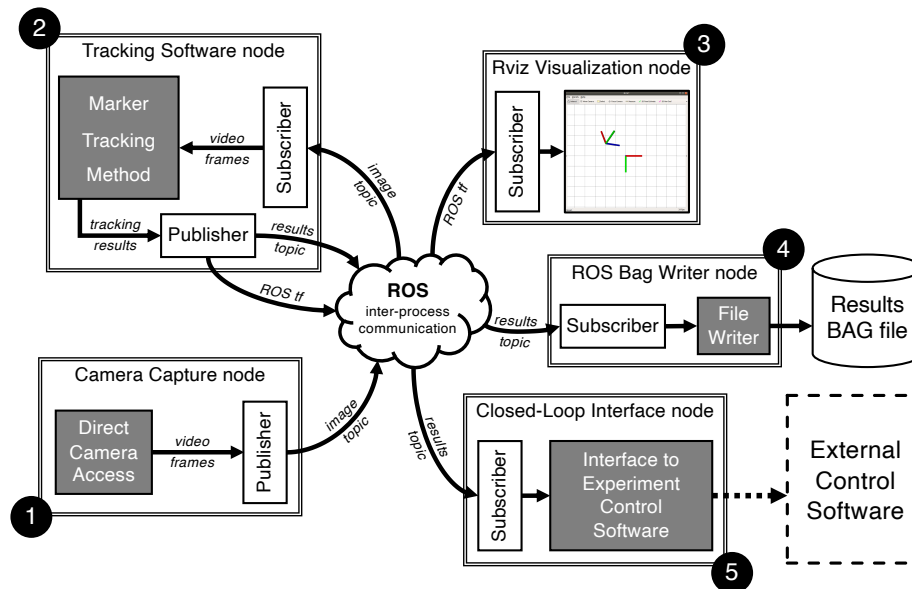 2
Tracking Software node
Marker
Tracking
Method
video
frames
Subscriber
tracking
results
Publisher
results
topic
ROS tf
image
topic
3
Rviz Visualization node
Subscriber
ROS tf
ROS
inter-process
communication
4
ROS Bag Writer node
results
topic
Subscriber
File
Writer
Results
BAG file
Camera Capture node
Direct
Camera
Access
video
frames
Publisher
image
topic
1
Closed-Loop Interface node
results
topic
Subscriber
Interface to
Experiment
Control
Software
External
Control
Software
5